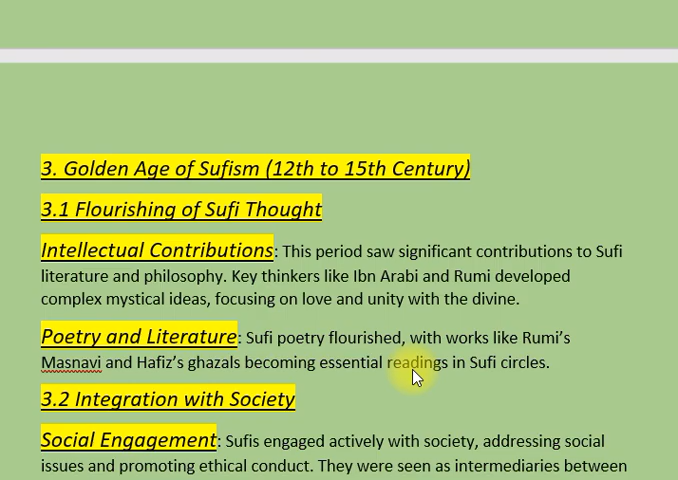 3. Golden Age of Sufism (12th to 15th Century)
3.1 Flourishing of Sufi Thought
Intellectual Contributions: This period saw significant contributions to Sufi
literature and philosophy. Key thinkers like Ibn Arabi and Rumi developed
complex mystical ideas, focusing on love and unity with the divine.
Poetry and Literature: Sufi poetry flourished, with works like Rumi’s
Masnavi and Hafiz’s ghazals becoming essential readings in Sufi circles.
3.2 Integration with Society
Social Engagement: Sufis engaged actively with society, addressing social
issues and promoting ethical conduct. They were seen as intermediaries between